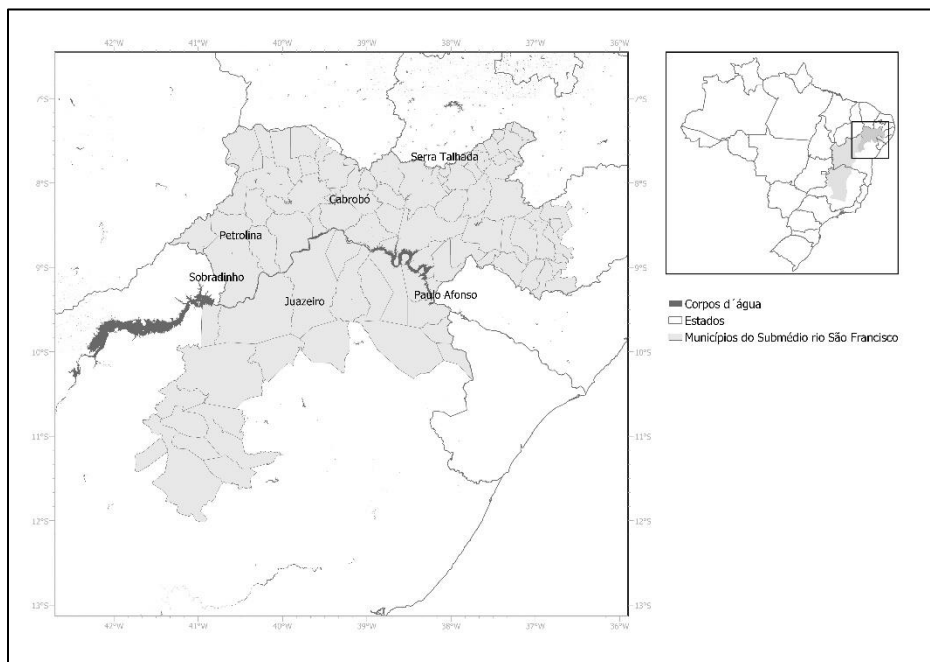 42°W 41°W 40°W 39°W 38°W 37°W 36°W
7°S
Serra Talhada
8°S 8°S
Cabrobó
Petrolina
9°S 9°S
Sobradinho
Juazeiro
Paulo Afonso
Corpos d´água
Estados
Municípios do Submédio rio São Francisco
10°S 10°S
11°S 11°S
12°S 12°S
13°S 13°S
42°W 41°W 40°W 39°W 38°W 37°W 36°W